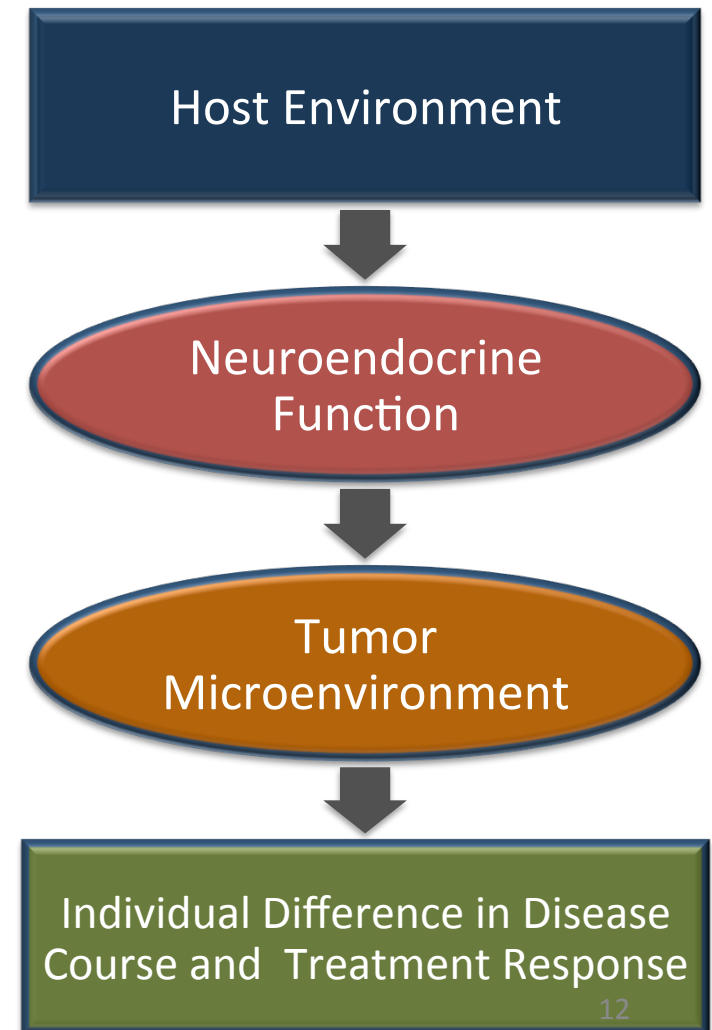 Host Environment
Neuroendocrine
Function
Tumor
Microenvironment
Individual Difference in Disease
Course and  Treatment Response
12